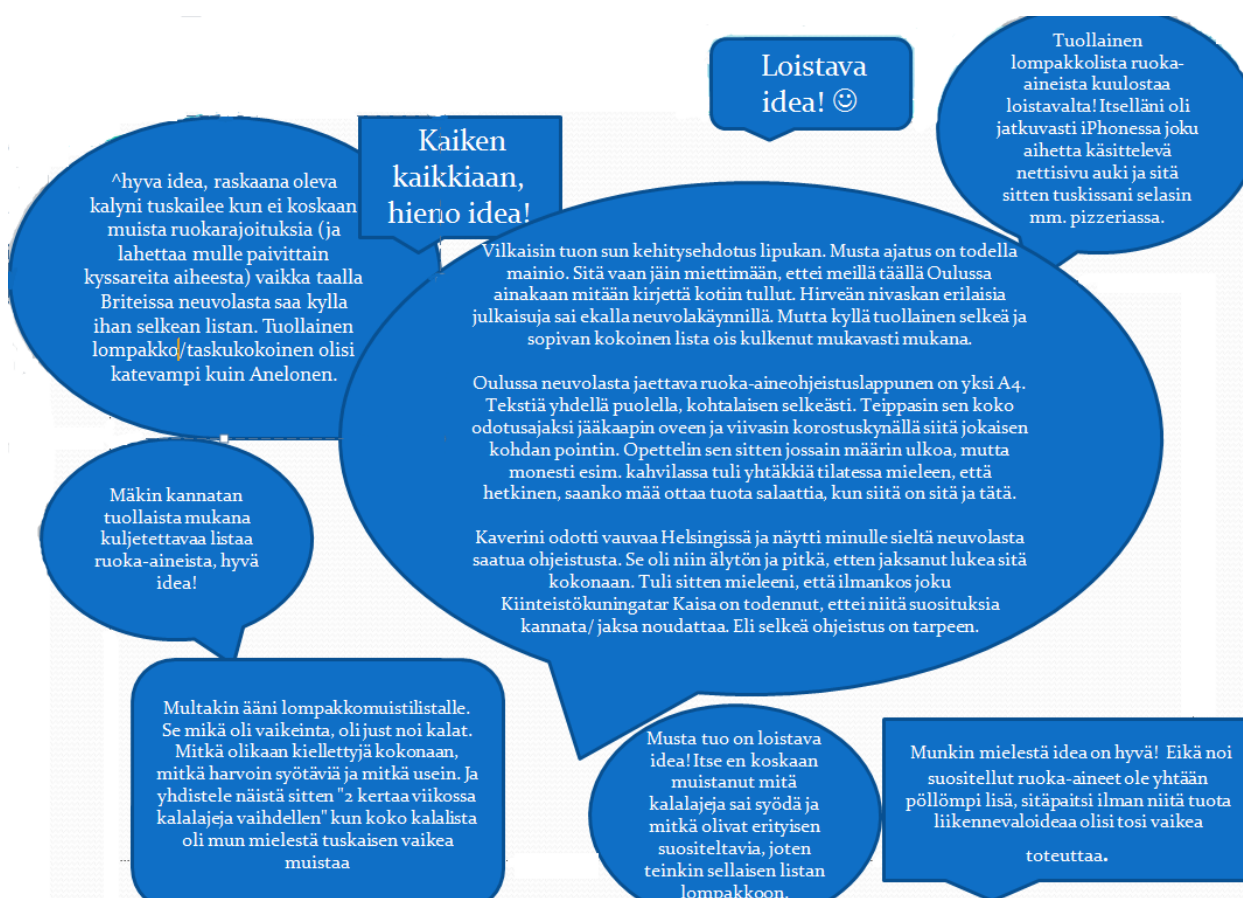 Loistava
idea! ☺
Tuollainen
lompakkolista ruoka-
aineista kuulostaa
loistavalta! Itselläni oli
jatkuvasti iPhonessa joku
aihetta käsittelevä
nettisivu auki ja sitä
sitten tuskissani selasin
mm. pizzeriassa.
Kaiken
kaikkiaan,
hieno idea!
^hyva idea, raskaana oleva
kalyni tuskailee kun ei koskaan
muista ruokarajoituksia (ja
lahettaa mulle paivittain
kyssareita aiheesta) vaikka taalla
Briteissa neuvolasta saa kylla
ihan selkean listan. Tuollainen
lompakko/taskukokoinen olisi
katevampi kuin Anelonen.
Vilkaisin tuon sun kehitysehdotus lipukan. Musta ajatus on todella
mainio. Sitä vaan jäin miettimään, ettei meillä täällä Oulussa
ainakaan mitään kirjettä kotiin tullut. Hirveän nivaskan erilaisia
julkaisuja sai ekalla neuvolakäynnillä. Mutta kyllä tuollainen selkeä ja
sopivan kokoinen lista ois kulkenut mukavasti mukana.
Oulussa neuvolasta jaettava ruoka-aineohjeistuslappunen on yksi A4.
Tekstiä yhdellä puolella, kohtalaisen selkeästi. Teippasin sen koko
odotusajaksi jääkaapin oveen ja viivasin korostuskynällä siitä jokaisen
kohdan pointin. Opettelin sen sitten jossain määrin ulkoa, mutta
monesti esim. kahvilassa tuli yhtäkkiä tilatessa mieleen, että
hetkinen, saanko mää ottaa tuota salaattia, kun siitä on sitä ja tätä.
Kaverini odotti vauvaa Helsingissä ja näytti minulle sieltä neuvolasta
saatua ohjeistusta. Se oli niin älytön ja pitkä, etten jaksanut lukea sitä
kokonaan. Tuli sitten mieleeni, että ilmankos joku
Kiinteistökuningatar Kaisa on todennut, ettei niitä suosituksia
kannata/ jaksa noudattaa. Eli selkeä ohjeistus on tarpeen.
Mäkin kannatan
tuollaista mukana
kuljetettavaa listaa
ruoka-aineista, hyvä
idea!
Multakin ääni lompakkomuistilistalle.
Se mikä oli vaikeinta, oli just noi kalat.
Mitkä olikaan kiellettyjä kokonaan,
mitkä harvoin syötäviä ja mitkä usein. Ja
yhdistele näistä sitten "2 kertaa viikossa
kalalajeja vaihdellen" kun koko kalalista
oli mun mielestä tuskaisen vaikea
muistaa
Musta tuo on loistava
idea! Itse en koskaan
muistanut mitä
kalalajeja sai syödä ja
mitkä olivat erityisen
suositeltavia, joten
teinkin sellaisen listan
lompakkoon.
Munkin mielestä idea on hyvä! Eikä noi
suositellut ruoka-aineet ole yhtään
pöllömpi lisä, sitäpaitsi ilman niitä tuota
liikennevaloideaa olisi tosi vaikea
toteuttaa.